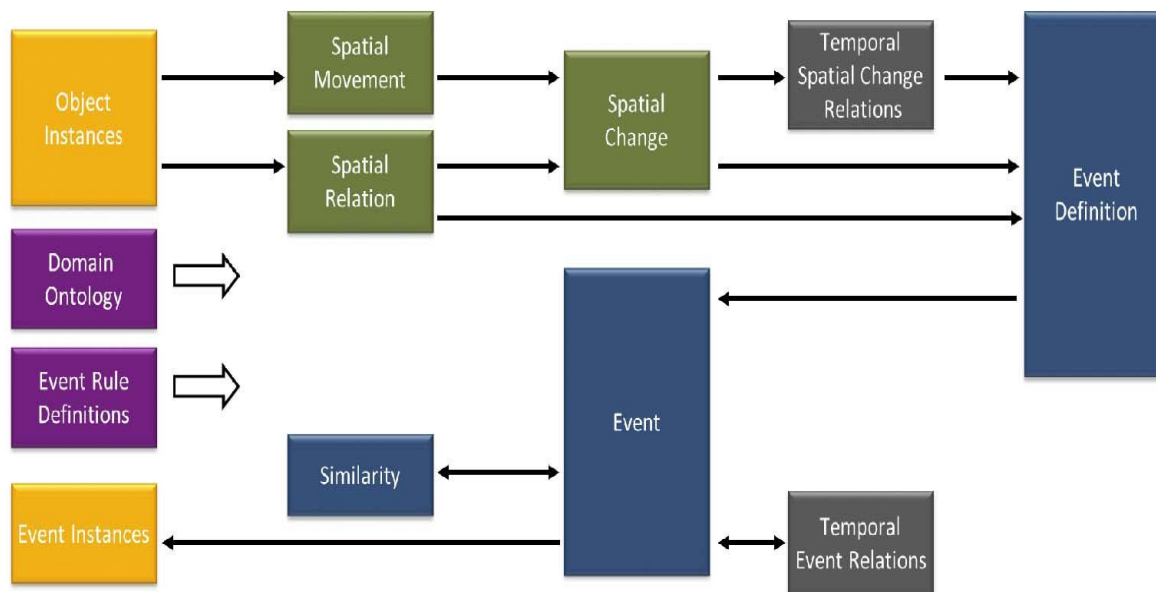 Object
Instances
Spatial
Movement
Spatial
Relation
Spatial
Change
Temporal
Spatial Change
Relations
Event
Definition
Domain
Ontology
Event Rule
Definitions
Event
Similarity
Event Instances
Temporal
Event Relations